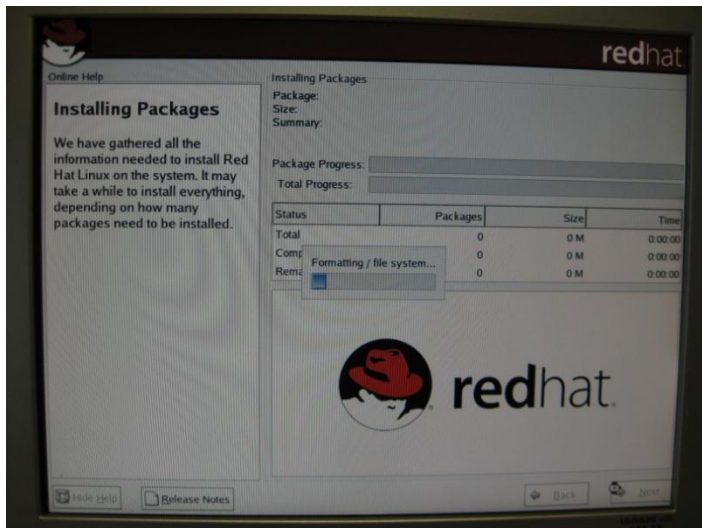 redhat.
Online Help
Installing Packages
We have gathered all the
information needed to install Red
Hat Linux on the system. It may
take a while to install everything,
depending on how many
packages need to be installed.
Installing Packages
Package:
Size:
Summary:
Package Progress:
Total Progress:
Status Packages Size Time
Total 0 0 M 0:00:00
Comp 0 0 M 0:00:00
Rema 0 0 M 0:00:00
Formatting / file system...
redhat.
Hide Help
Release Notes
Back
Next